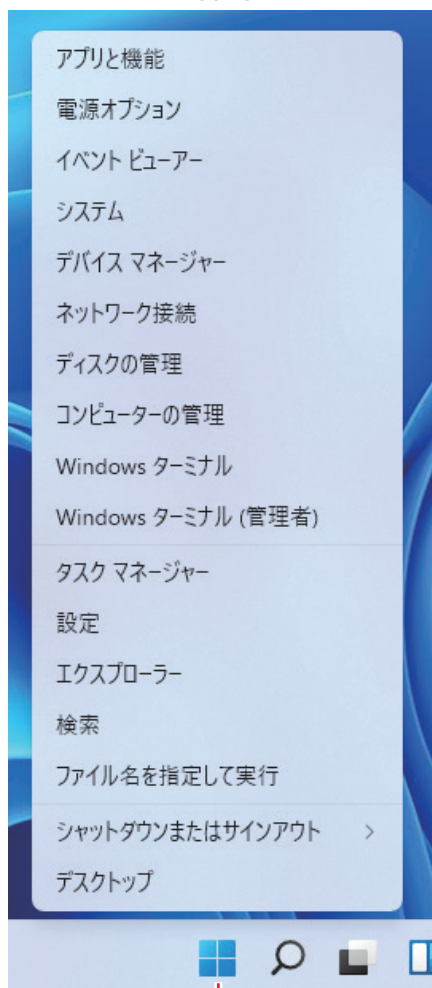 アプリと機能
電源オプション
イベント ビューアー
システム
デバイス マネージャー
ネットワーク接続
ディスクの管理
コンピューターの管理
Windows ターミナル
Windows ターミナル (管理者)
タスク マネージャー
設定
エクスプローラー
検索
ファイル名を指定して実行
シャットダウンまたはサインアウト
デスクトップ